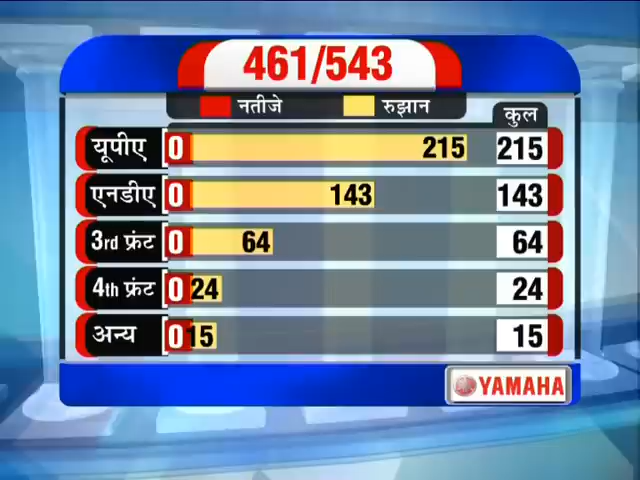 461/543
नतीजे रुझान कुल
यूपीए 0 215 215
एनडीए 0 143 143
3rd फ्रंट 0 64 64
4th फ्रंट 0 24 24
अन्य 0 15 15
YAMAHA